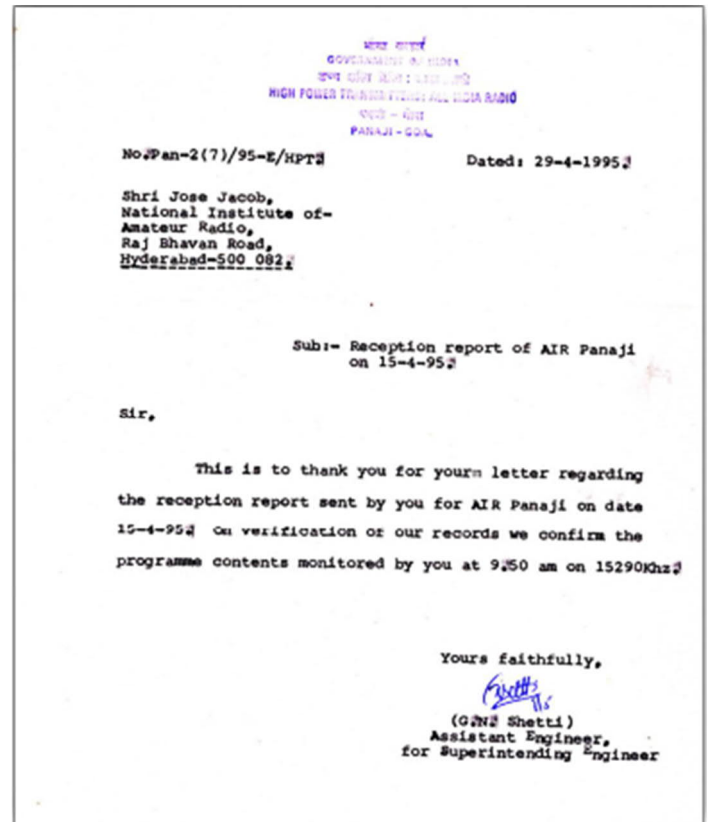 GOVERNMENT OF INDIA
HIGH POWER TRANSMITTERS: ALL INDIA RADIO
PANAJI - GOA.
No.Pan-2(7)/95-E/HPT.
Dated: 29-4-1995.
Shri Jose Jacob,
National Institute of-
Amateur Radio,
Raj Bhavan Road,
Hyderabad-500 082.
Sub:- Reception report of AIR Panaji
on 15-4-95.
Sir,
This is to thank you for your letter regarding
the reception report sent by you for AIR Panaji on date
15-4-95. On verification of our records we confirm the
programme contents monitored by you at 9.50 am on 15290Khz.
Yours faithfully,
(G.N. Shetti)
Assistant Engineer,
for Superintending Engineer